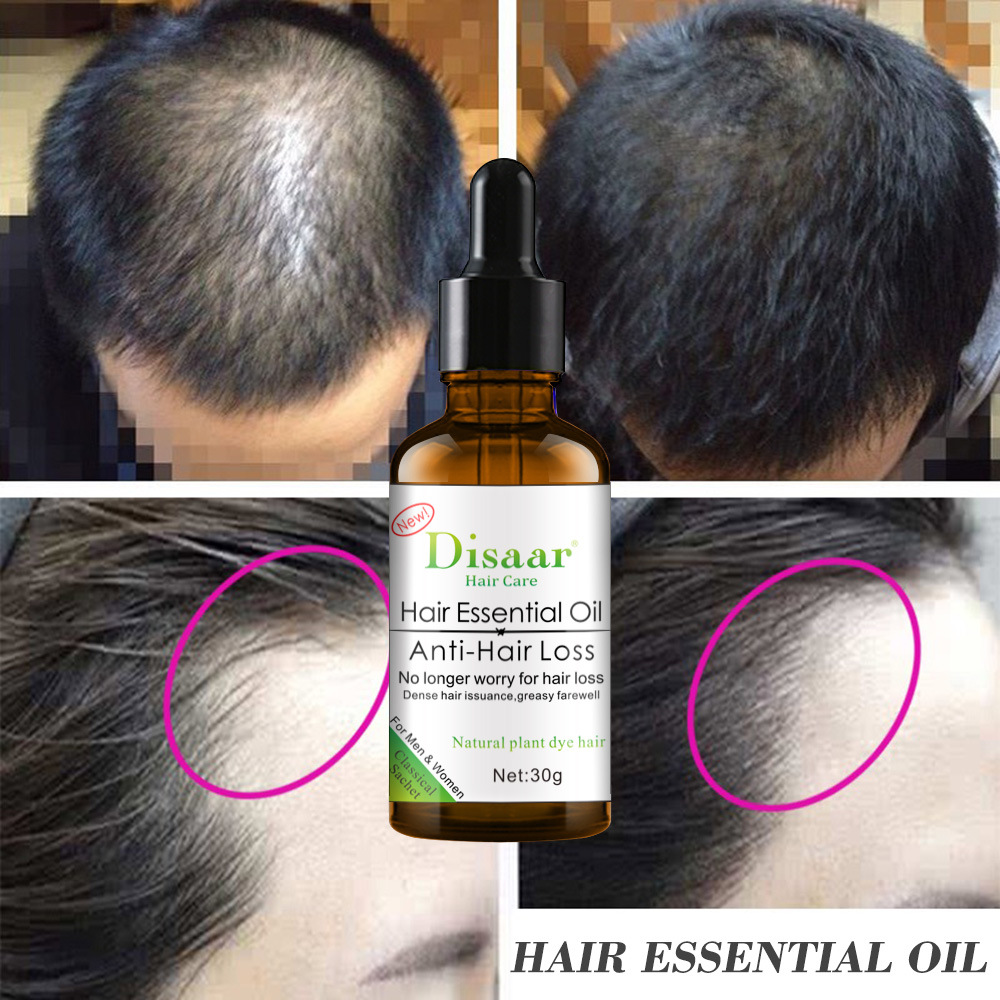 New!
Disaar®
Hair Care
Hair Essential Oil
Anti-Hair Loss
No longer worry for hair loss
Dense hair issuance,greasy farewell
Natural plant dye hair
For Men & Women
Classical
Sachet
Net:30g
HAIR ESSENTIAL OIL